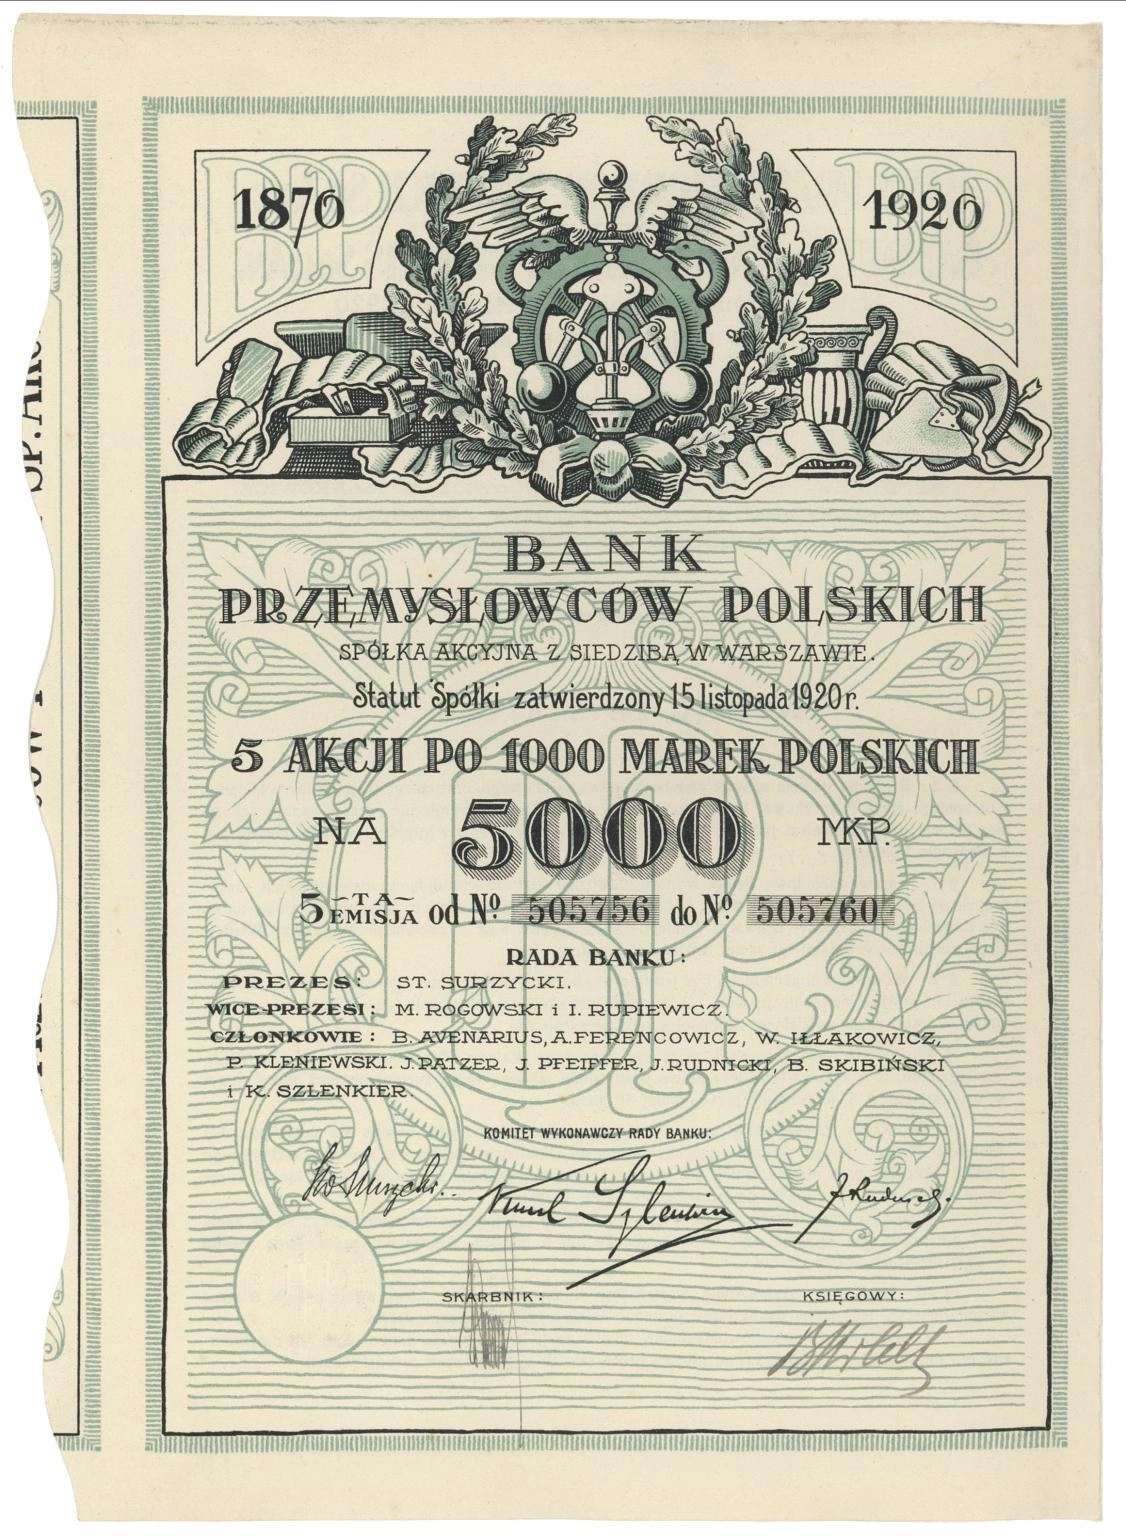 1870
1920
BANK
PRZEMYSŁOWCÓW POLSKICH
SPÓŁKA AKCYJNA Z SIEDZIBĄ W WARSZAWIE.
Statut Spółki zatwierdzony 15 listopada 1920 r.
5 AKCJI PO 1000 MAREK POLSKICH
NA 5000 MKP.
5 ~TA~ EMISJA od Nº 505756 do Nº 505760
RADA BANKU:
PREZES: ST. SURZYCKI.
WICE-PREZESI: M. ROGOWSKI i I. RUPIEWICZ.
CZŁONKOWIE: B. AVENARIUS, A. FERENCOWICZ, W. IŁŁAKOWICZ,
P. KLENIEWSKI. J. PATZER, J. PFEIFFER, J. RUDNICKI, B. SKIBIŃSKI
i K. SZLENKIER.
KOMITET WYKONAWCZY RADY BANKU:
SKARBNIK: KSIĘGOWY: